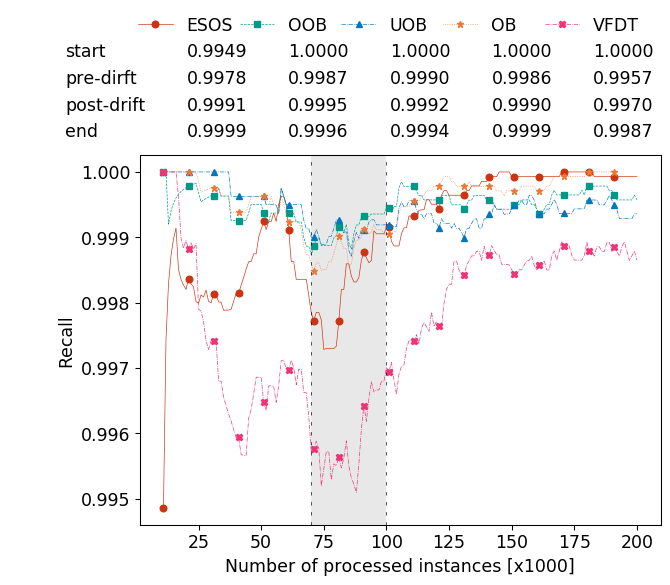 ESOS OOB UOB OB VFDT
start 0.9949 1.0000 1.0000 1.0000 1.0000
pre-dirft 0.9978 0.9987 0.9990 0.9986 0.9957
post-drift 0.9991 0.9995 0.9992 0.9990 0.9970
end 0.9999 0.9996 0.9994 0.9999 0.9987
1.000
0.999
0.998
0.997
0.996
0.995
Recall
25 50 75 100 125 150 175 200
Number of processed instances [x1000]